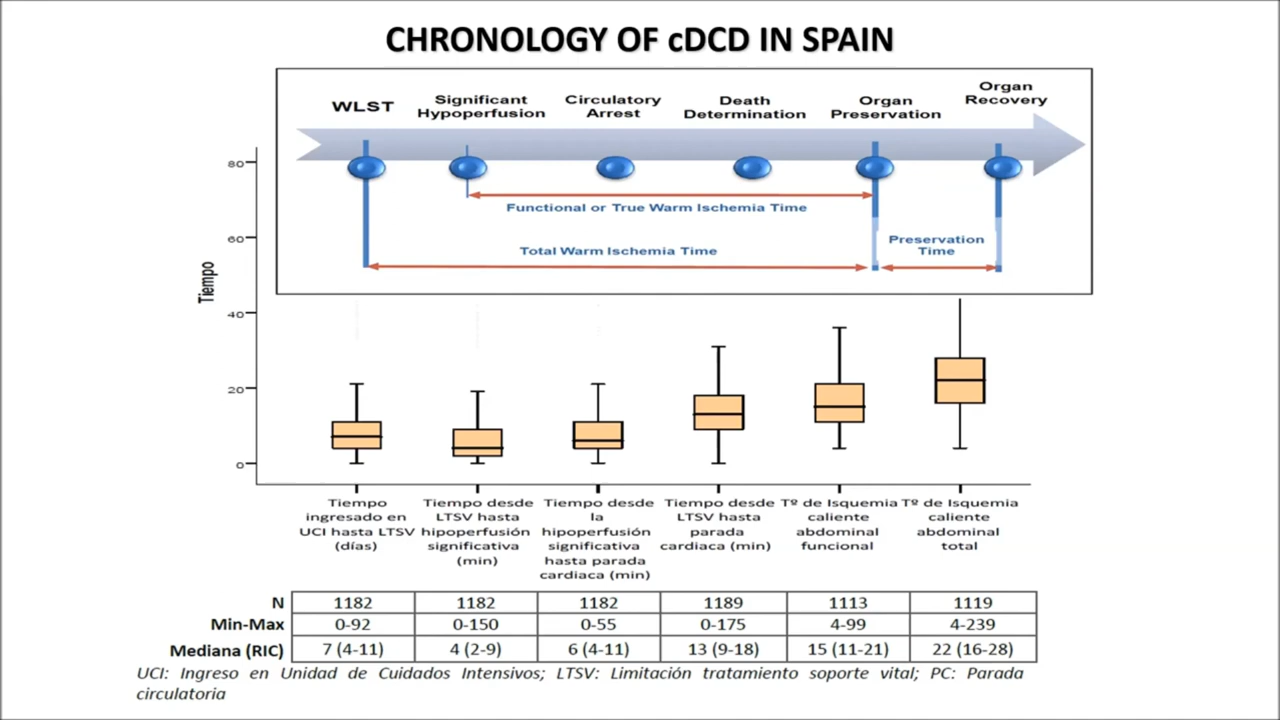 CHRONOLOGY OF cDCD IN SPAIN
WLST
Significant
Hypoperfusion
Circulatory
Arrest
Death
Determination
Organ
Preservation
Organ
Recovery
Functional or True Warm Ischemia Time
Total Warm Ischemia Time
Preservation
Time
Tiempo
80
60
40
20
0
Tiempo
ingresado en
UCI hasta LTSV
(días)
Tiempo desde
LTSV hasta
hipoperfusión
significativa
(min)
Tiempo desde
la
hipoperfusión
significativa
hasta parada
cardiaca (min)
Tiempo desde
LTSV hasta
parada
cardiaca (min)
Tº de Isquemia
caliente
abdominal
funcional
Tº de Isquemia
caliente
abdominal
total
N 1182 1182 1182 1189 1113 1119
Min-Max 0-92 0-150 0-55 0-175 4-99 4-239
Mediana (RIC) 7 (4-11) 4 (2-9) 6 (4-11) 13 (9-18) 15 (11-21) 22 (16-28)
UCI: Ingreso en Unidad de Cuidados Intensivos; LTSV: Limitación tratamiento soporte vital; PC: Parada
circulatoria